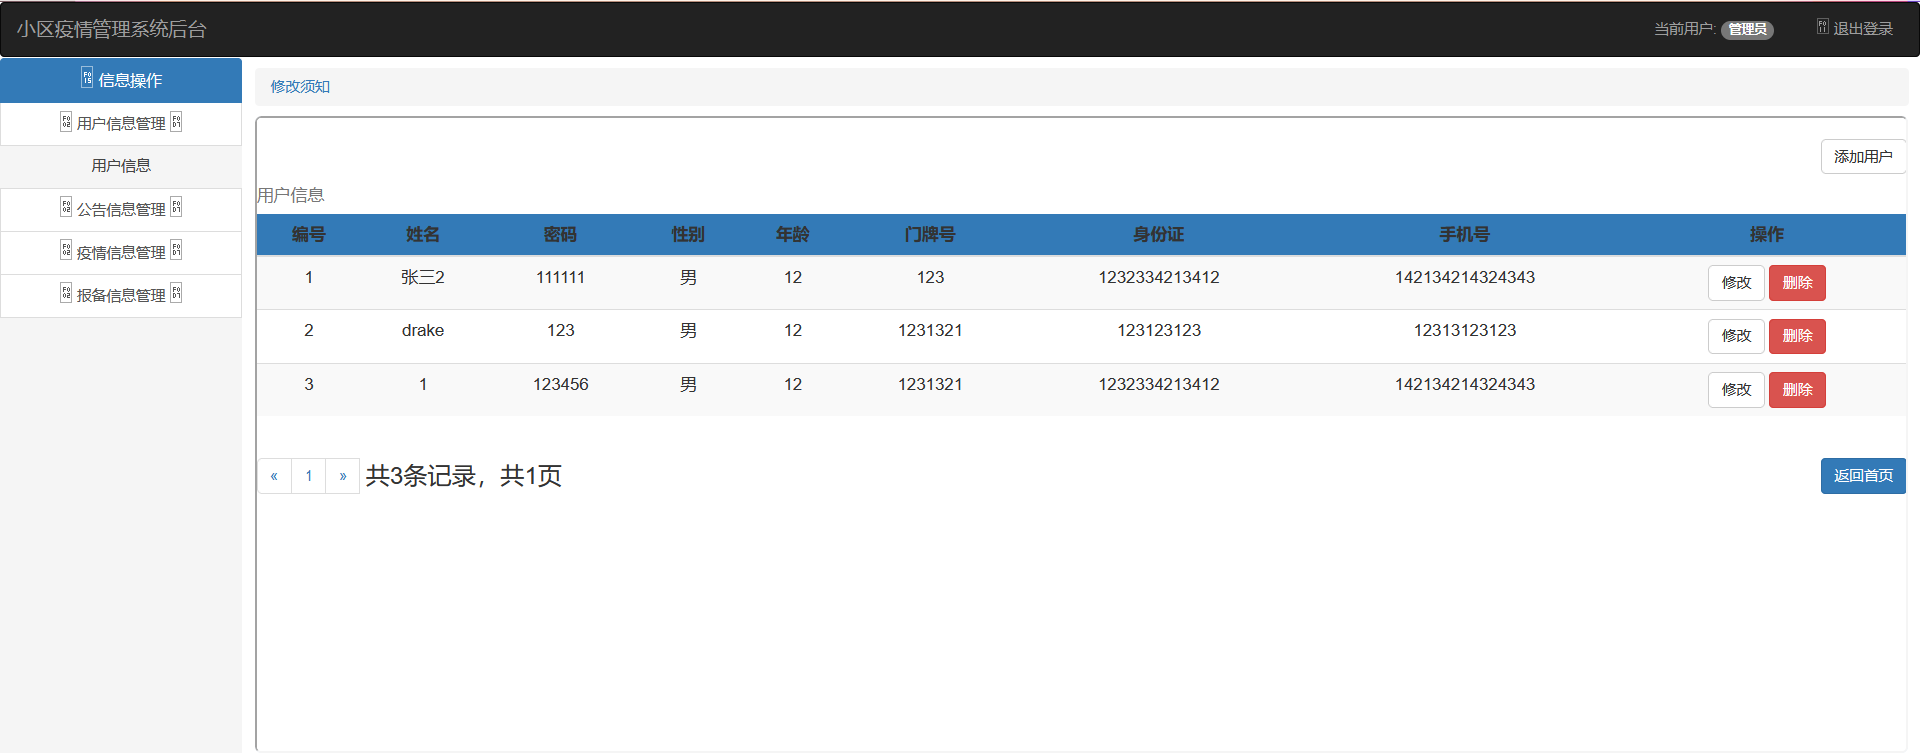 小区疫情管理系统后台
当前用户: 管理员 退出登录
信息操作
用户信息管理
用户信息
公告信息管理
疫情信息管理
报备信息管理
修改须知
添加用户
用户信息
编号 姓名 密码 性别 年龄 门牌号 身份证 手机号 操作
1 张三2 111111 男 12 123 1232334213412 142134214324343 修改 删除
2 drake 123 男 12 1231321 123123123 12313123123 修改 删除
3 1 123456 男 12 1231321 1232334213412 142134214324343 修改 删除
« 1 » 共3条记录，共1页 返回首页